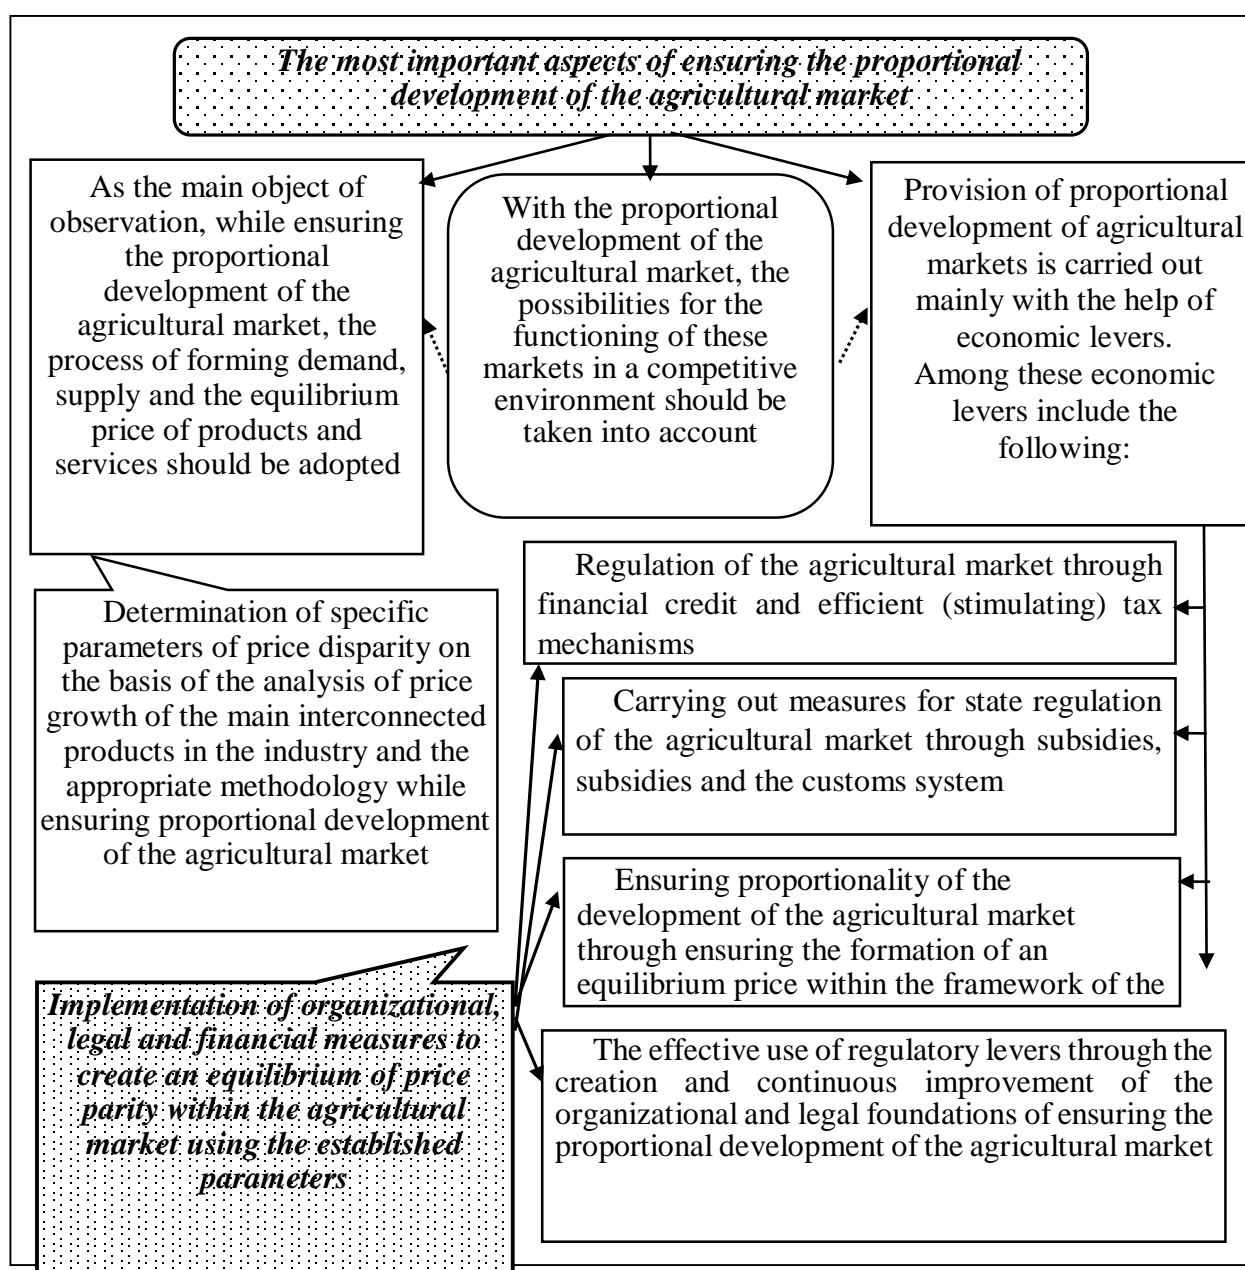 The most important aspects of ensuring the proportional
development of the agricultural market
As the main object of
observation, while ensuring
the proportional
development of the
agricultural market, the
process of forming demand,
supply and the equilibrium
price of products and
services should be adopted
With the proportional
development of the
agricultural market, the
possibilities for the
functioning of these
markets in a competitive
environment should be
taken into account
Provision of proportional
development of agricultural
markets is carried out
mainly with the help of
economic levers.
Among these economic
levers include the
following:
Determination of specific
parameters of price disparity on
the basis of the analysis of price
growth of the main interconnected
products in the industry and the
appropriate methodology while
ensuring proportional development
of the agricultural market
Regulation of the agricultural market through
financial credit and efficient (stimulating) tax
mechanisms
Carrying out measures for state regulation
of the agricultural market through subsidies,
subsidies and the customs system
Ensuring proportionality of the
development of the agricultural market
through ensuring the formation of an
equilibrium price within the framework of the
The effective use of regulatory levers through the
creation and continuous improvement of the
organizational and legal foundations of ensuring the
proportional development of the agricultural market
Implementation of organizational,
legal and financial measures to
create an equilibrium of price
parity within the agricultural
market using the established
parameters